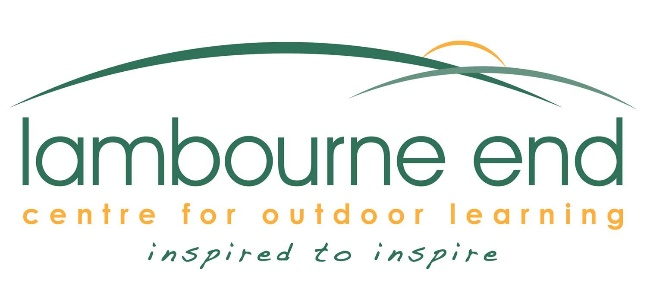 lambourne end
centre for outdoor learning
inspired to inspire